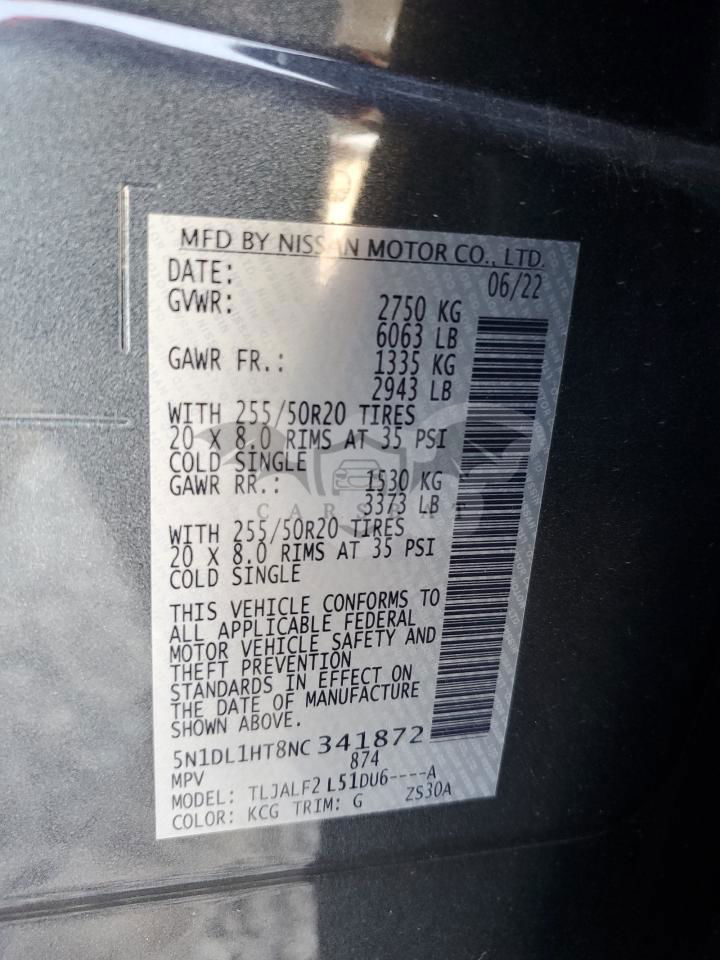 MFD BY NISSAN MOTOR CO., LTD.
DATE: 06/22
GVWR: 2750 KG
6063 LB
GAWR FR.: 1335 KG
2943 LB
WITH 255/50R20 TIRES
20 X 8.0 RIMS AT 35 PSI
COLD SINGLE
GAWR RR.: 1530 KG
3373 LB
WITH 255/50R20 TIRES
20 X 8.0 RIMS AT 35 PSI
COLD SINGLE
THIS VEHICLE CONFORMS TO
ALL APPLICABLE FEDERAL
MOTOR VEHICLE SAFETY AND
THEFT PREVENTION
STANDARDS IN EFFECT ON
THE DATE OF MANUFACTURE
SHOWN ABOVE.
5N1DL1HT8NC341872
MPV 874
MODEL: TLJALF2 L51DU6----A
COLOR: KCG TRIM: G ZS30A